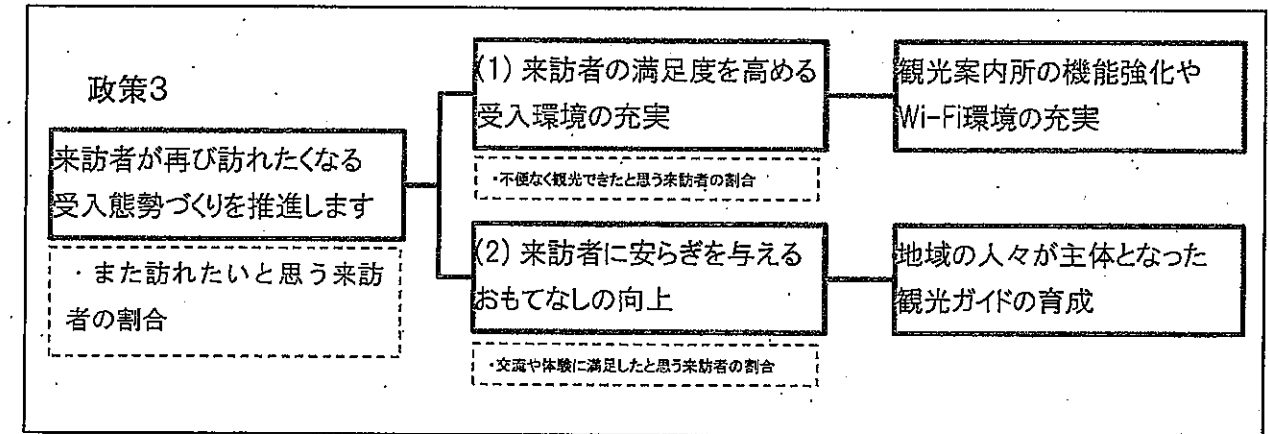 政策3
来訪者が再び訪れたくなる
受入態勢づくりを推進します
・また訪れたいと思う来訪
者の割合
(1) 来訪者の満足度を高める
受入環境の充実
・不便なく観光できたと思う来訪者の割合
観光案内所の機能強化や
Wi-Fi環境の充実
(2) 来訪者に安らぎを与える
おもてなしの向上
・交流や体験に満足したと思う来訪者の割合
地域の人々が主体となった
観光ガイドの育成